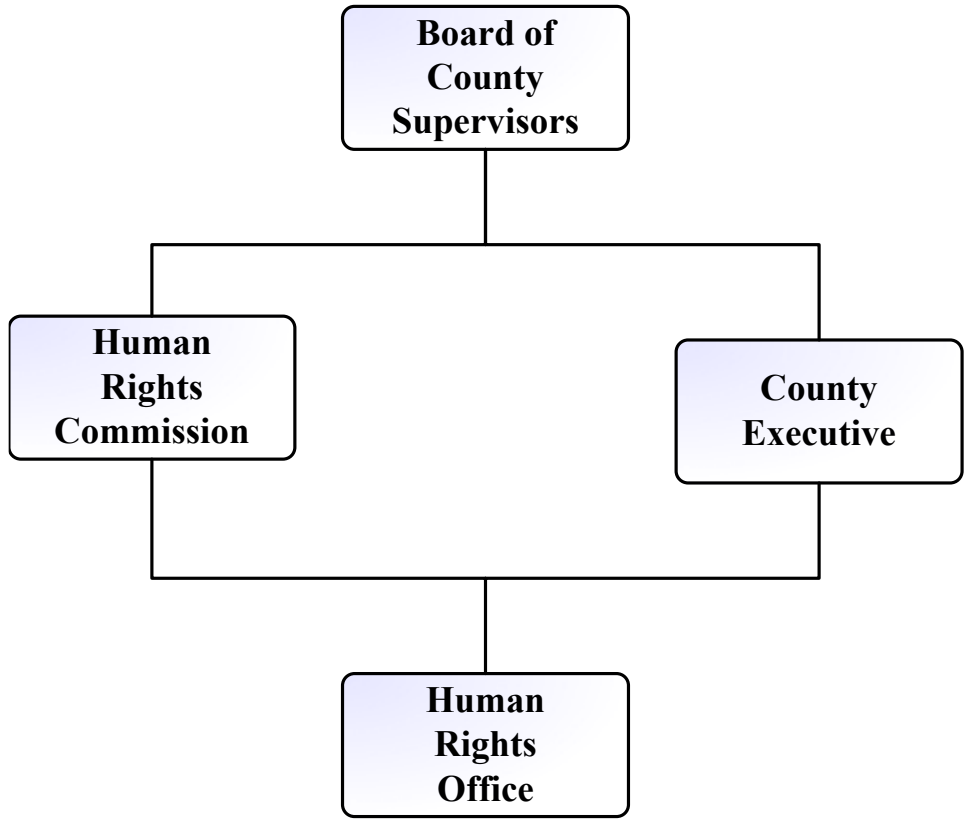 Board of
County
Supervisors
Human
Rights
Commission
County
Executive
Human
Rights
Office